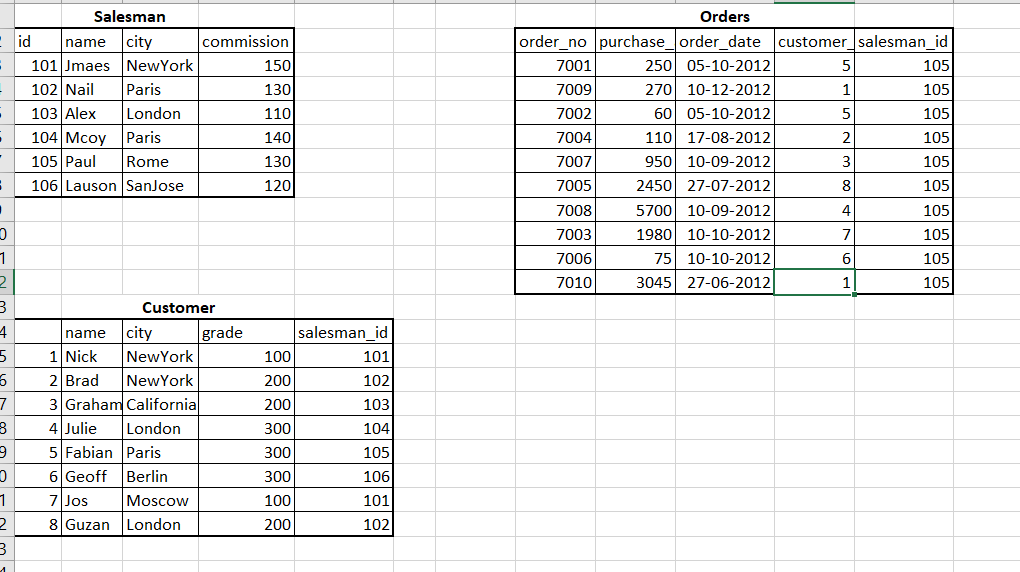 Salesman
id name city commission
101 Jmaes NewYork 150
102 Nail Paris 130
103 Alex London 110
104 Mcoy Paris 140
105 Paul Rome 130
106 Lauson SanJose 120
Orders
order_no purchase_ order_date customer_ salesman_id
7001 250 05-10-2012 5 105
7009 270 10-12-2012 1 105
7002 60 05-10-2012 5 105
7004 110 17-08-2012 2 105
7007 950 10-09-2012 3 105
7005 2450 27-07-2012 8 105
7008 5700 10-09-2012 4 105
7003 1980 10-10-2012 7 105
7006 75 10-10-2012 6 105
7010 3045 27-06-2012 1 105
Customer
name city grade salesman_id
1 Nick NewYork 100 101
2 Brad NewYork 200 102
3 Graham California 200 103
4 Julie London 300 104
5 Fabian Paris 300 105
6 Geoff Berlin 300 106
7 Jos Moscow 100 101
8 Guzan London 200 102